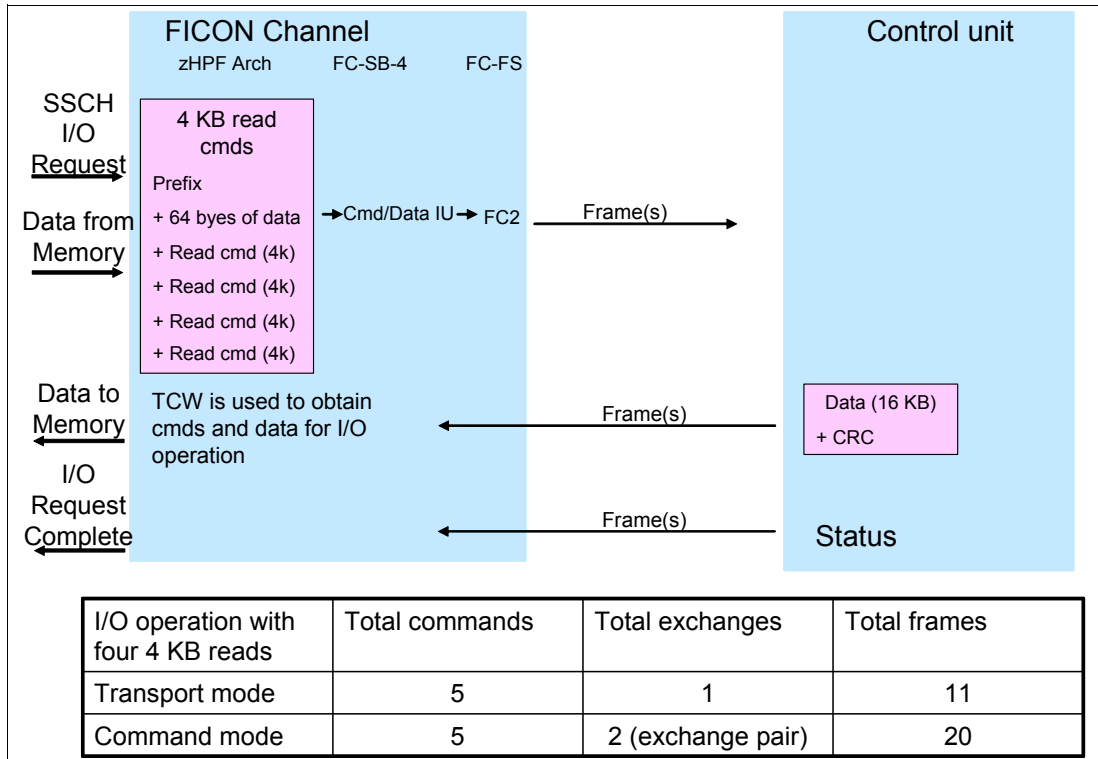 FICON Channel
Control unit
zHPF Arch
FC-SB-4
FC-FS
SSCH
I/O
Request
Data from
Memory
4 KB read
cmds
Prefix
+ 64 byes of data
+ Read cmd (4k)
+ Read cmd (4k)
+ Read cmd (4k)
+ Read cmd (4k)
Cmd/Data IU
FC2
Frame(s)
Data to
Memory
TCW is used to obtain
cmds and data for I/O
operation
Frame(s)
Data (16 KB)
+ CRC
I/O
Request
Complete
Frame(s)
Status
I/O operation with
four 4 KB reads
Total commands
Total exchanges
Total frames
Transport mode
5
1
11
Command mode
5
2 (exchange pair)
20